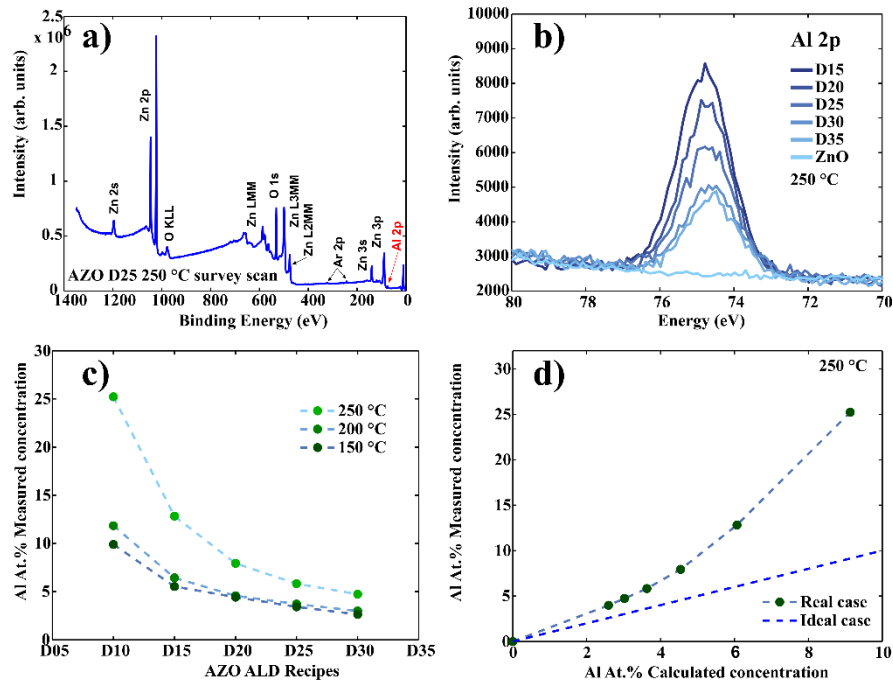 a)
x 10⁶
2.5
2
1.5
1
0.5
0
Intensity (arb. units)
Zn 2s
Zn 2p
O KLL
Zn LMM
O 1s
Zn L3MM
Zn L2MM
Ar 2p
Zn 3s
Zn 3p
Al 2p
AZO D25 250 °C survey scan
1400 1200 1000 800 600 400 200 0
Binding Energy (eV)
b)
10000
9000
8000
7000
6000
5000
4000
3000
2000
Intensity (arb. units)
Al 2p
D15
D20
D25
D30
D35
ZnO
250 °C
80 78 76 74 72 70
Energy (eV)
c)
30
25
20
15
10
5
0
Al At.% Measured concentration
250 °C
200 °C
150 °C
D05 D10 D15 D20 D25 D30 D35
AZO ALD Recipes
d)
250 °C
30
25
20
15
10
5
0
Al At.% Measured concentration
Real case
Ideal case
0 2 4 6 8 10
Al At.% Calculated concentration